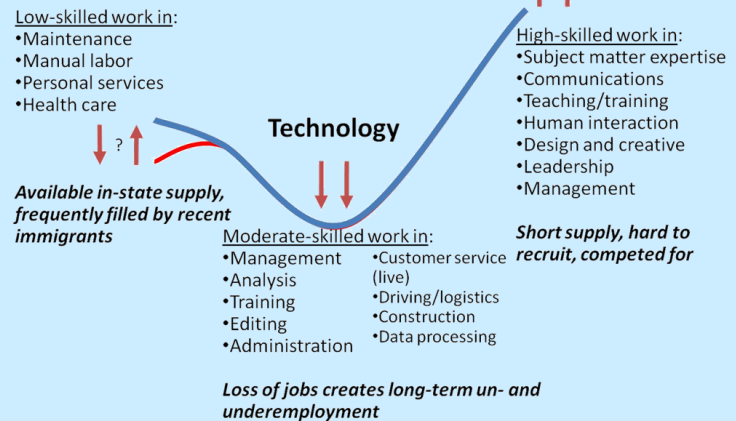 Low-skilled work in:
•Maintenance
•Manual labor
•Personal services
•Health care
?
Available in-state supply,
frequently filled by recent
immigrants
Technology
Moderate-skilled work in:
•Management
•Analysis
•Training
•Editing
•Administration
•Customer service
(live)
•Driving/logistics
•Construction
•Data processing
Loss of jobs creates long-term un- and
underemployment
High-skilled work in:
•Subject matter expertise
•Communications
•Teaching/training
•Human interaction
•Design and creative
•Leadership
•Management
Short supply, hard to
recruit, competed for